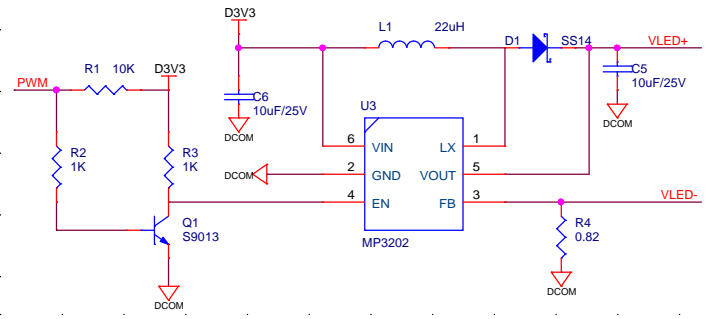 D3V3
L1 22uH
D1 SS14
VLED+
R1 10K
D3V3
PWM
C6
10uF/25V
DCOM
C5
10uF/25V
DCOM
U3
R2
1K
R3
1K
6 VIN
LX 1
DCOM
2 GND
VOUT 5
4 EN
FB 3
VLED-
Q1
S9013
MP3202
R4
0.82
DCOM
DCOM